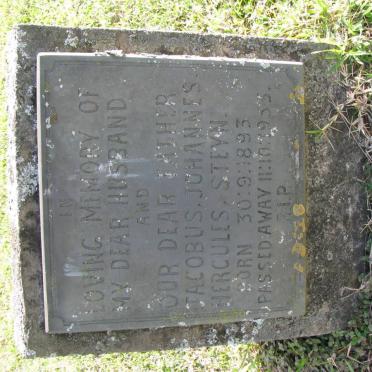 IN
LOVING MEMORY OF
MY DEAR HUSBAND
AND
OUR DEAR FATHER
JACOBUS, JOHANNES
HERCULES, STEYN.
BORN 30.9.1893
PASSED AWAY 11.10.1955.
R.I.P.